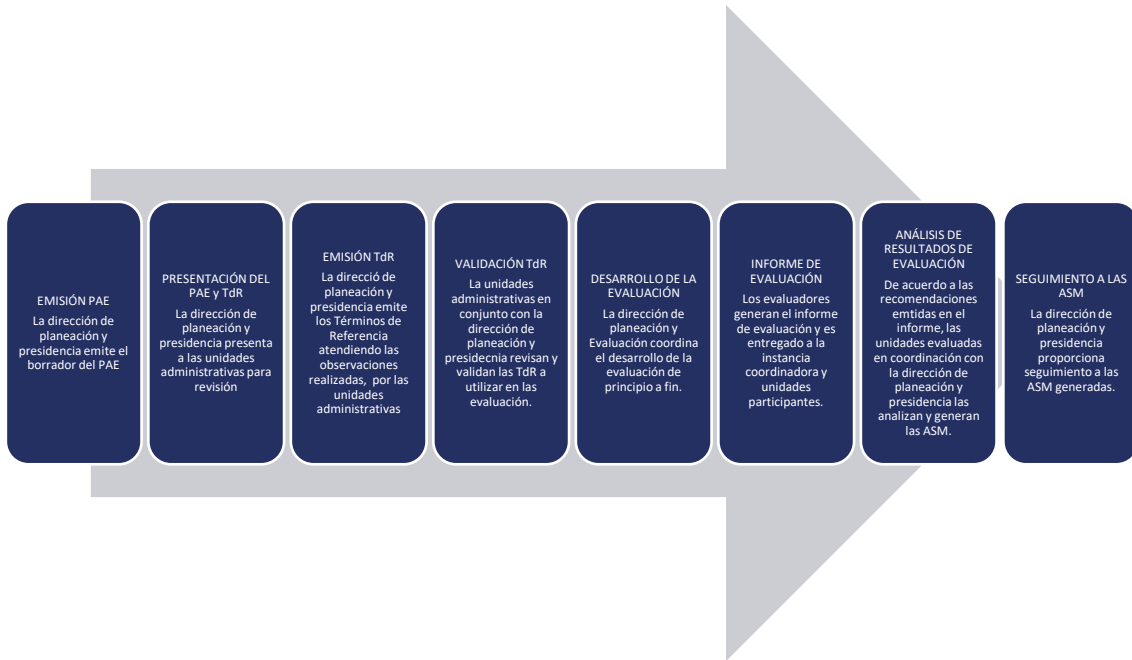 EMISIÓN PAE
La dirección de
planeación y
presidencia emite el
borrador del PAE
PRESENTACIÓN DEL
PAE y TdR
La dirección de
planeación y
presidencia presenta
a las unidades
administrativas para
revisión
EMISIÓN TdR
La direcció de
planeación y
presidencia emite
los Términos de
Referencia
atendiendo las
observaciones
realizadas, por las
unidades
administrativas
VALIDACIÓN TdR
La unidades
administrativas en
conjunto con la
dirección de
planeación y
presidecnia revisan y
validan las TdR a
utilizar en las
evaluación.
DESARROLLO DE LA
EVALUACIÓN
La dirección de
planeación y
Evaluación coordina
el desarrollo de la
evaluación de
principio a fin.
INFORME DE
EVALUACIÓN
Los evaluadores
generan el informe
de evaluación y es
entregado a la
instancia
coordinadora y
unidades
participantes.
ANÁLISIS DE
RESULTADOS DE
EVALUACIÓN
De acuerdo a las
recomendaciones
emtidas en el
informe, las
unidades evaluadas
en coordinación con
la dirección de
planeación y
presidencia las
analizan y generan
las ASM.
SEGUIMIENTO A LAS
ASM
La dirección de
planeación y
presidencia
proporciona
seguimiento a las
ASM generadas.